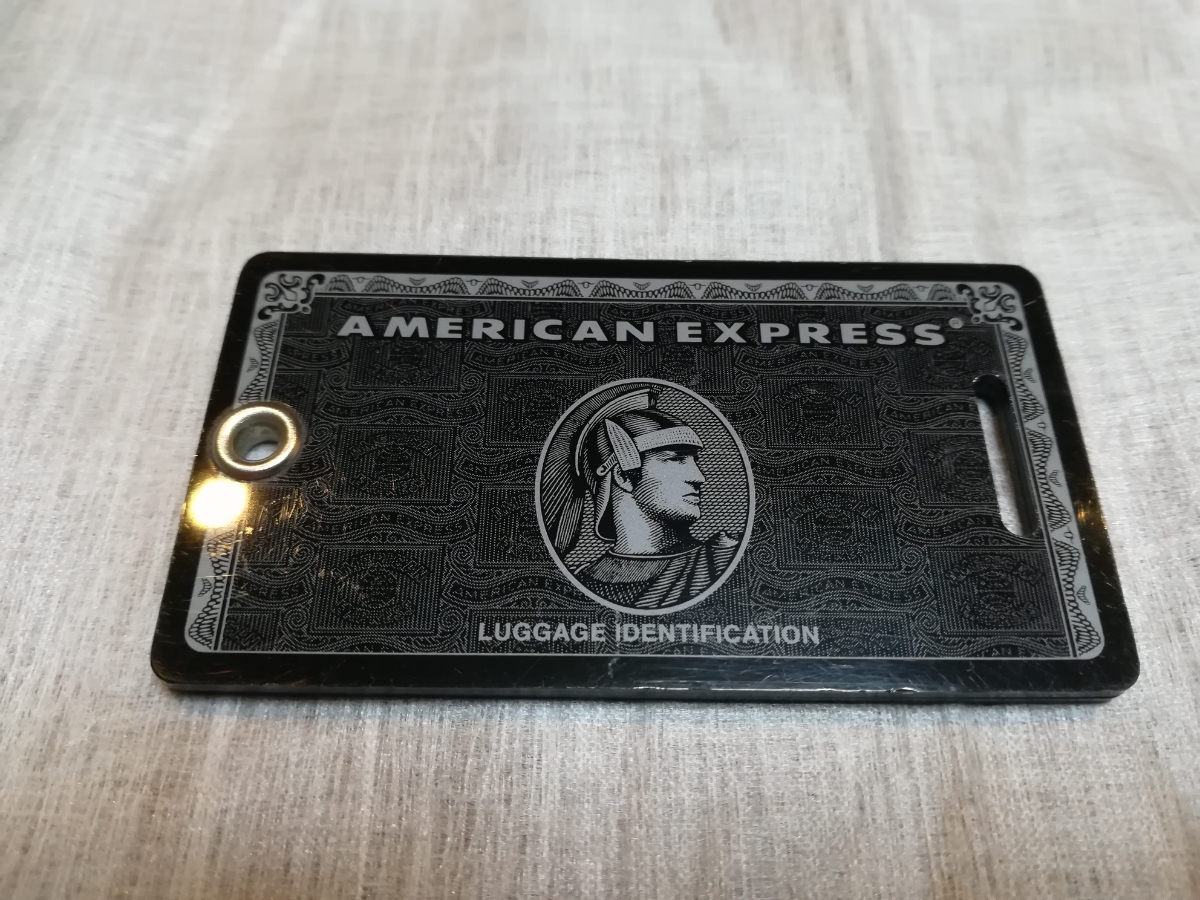 AMERICAN EXPRESS®
LUGGAGE IDENTIFICATION